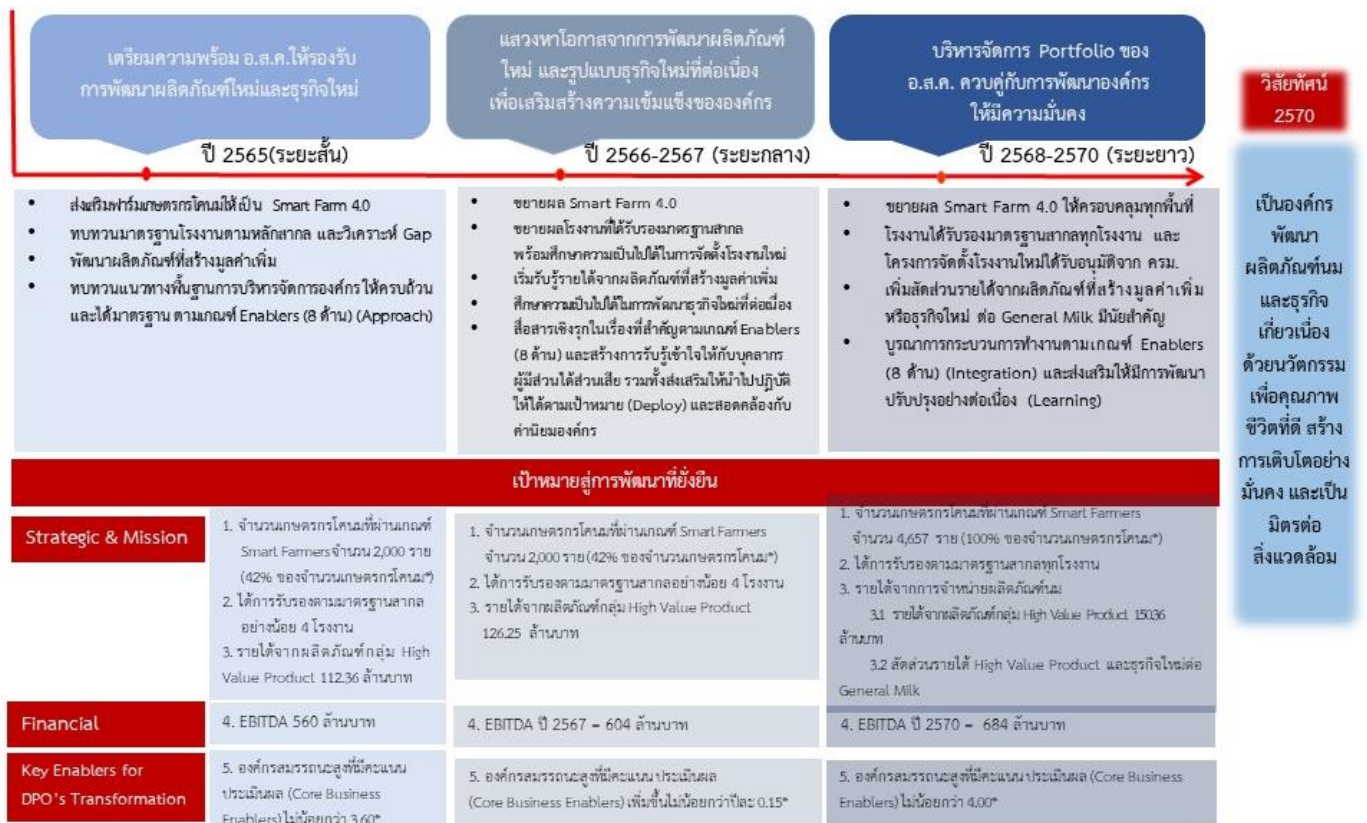 เตรียมความพร้อม อ.ส.ค.ให้รองรับ
การพัฒนาผลิตภัณฑ์ใหม่และธุรกิจใหม่
แสวงหาโอกาสจากการพัฒนาผลิตภัณฑ์
ใหม่ และรูปแบบธุรกิจใหม่ที่ต่อเนื่อง
เพื่อเสริมสร้างความเข้มแข็งขององค์กร
บริหารจัดการ Portfolio ของ
อ.ส.ค. ควบคู่กับการพัฒนาองค์กร
ให้มีความมั่นคง
วิสัยทัศน์
2570
ปี 2565(ระยะสั้น)
ปี 2566-2567 (ระยะกลาง)
ปี 2568-2570 (ระยะยาว)
• ส่งเสริมฟาร์มเกษตรกรโคนมให้เป็น Smart Farm 4.0
• ทบทวนมาตรฐานโรงงานตามหลักสากล และวิเคราะห์ Gap
• พัฒนาผลิตภัณฑ์ที่สร้างมูลค่าเพิ่ม
• ทบทวนแนวทางพื้นฐานการบริหารจัดการองค์กร ให้ครบถ้วน
และได้มาตรฐาน ตามเกณฑ์ Enablers (8 ด้าน) (Approach)
• ขยายผล Smart Farm 4.0
• ขยายผลโรงงานที่ได้รับรองมาตรฐานสากล
พร้อมศึกษาความเป็นไปได้ในการจัดตั้งโรงงานใหม่
• เริ่มรับรู้รายได้จากผลิตภัณฑ์ที่สร้างมูลค่าเพิ่ม
• ศึกษาความเป็นไปได้ในการพัฒนาธุรกิจใหม่ที่ต่อเนื่อง
• สื่อสารเชิงรุกในเรื่องที่สำคัญตามเกณฑ์ Enablers
(8 ด้าน) และสร้างการรับรู้เข้าใจให้กับบุคลากร
ผู้มีส่วนได้ส่วนเสีย รวมทั้งส่งเสริมให้นำไปปฏิบัติ
ให้ได้ตามเป้าหมาย (Deploy) และสอดคล้องกับ
ค่านิยมองค์กร
• ขยายผล Smart Farm 4.0 ให้ครอบคลุมทุกพื้นที่
• โรงงานได้รับรองมาตรฐานสากลทุกโรงงาน และ
โครงการจัดตั้งโรงงานใหม่ได้รับอนุมัติจาก ครม.
• เพิ่มสัดส่วนรายได้จากผลิตภัณฑ์ที่สร้างมูลค่าเพิ่ม
หรือธุรกิจใหม่ ต่อ General Milk มีนัยสำคัญ
• บูรณาการกระบวนการทำงานตามเกณฑ์ Enablers
(8 ด้าน) (Integration) และส่งเสริมให้มีการพัฒนา
ปรับปรุงอย่างต่อเนื่อง (Learning)
เป็นองค์กร
พัฒนา
ผลิตภัณฑ์นม
และธุรกิจ
เกี่ยวเนื่อง
ด้วยนวัตกรรม
เพื่อคุณภาพ
ชีวิตที่ดี สร้าง
การเติบโตอย่าง
มั่นคง และเป็น
มิตรต่อ
สิ่งแวดล้อม
เป้าหมายสู่การพัฒนาที่ยั่งยืน
Strategic & Mission
1. จำนวนเกษตรกรโคนมที่ผ่านเกณฑ์
Smart Farmersจำนวน 2,000 ราย
(42% ของจำนวนเกษตรกรโคนม*)
2. ได้การรับรองตามมาตรฐานสากล
อย่างน้อย 4 โรงงาน
3. รายได้จากผลิตภัณฑ์กลุ่ม High
Value Product 112.36 ล้านบาท
1. จำนวนเกษตรกรโคนมที่ผ่านเกณฑ์ Smart Farmers
จำนวน 2,000 ราย (42% ของจำนวนเกษตรกรโคนม*)
2. ได้การรับรองตามมาตรฐานสากลอย่างน้อย 4 โรงงาน
3. รายได้จากผลิตภัณฑ์กลุ่ม High Value Product
126.25 ล้านบาท
1. จำนวนเกษตรกรโคนมที่ผ่านเกณฑ์ Smart Farmers
จำนวน 4,657 ราย (100% ของจำนวนเกษตรกรโคนม*)
2. ได้การรับรองตามมาตรฐานสากลทุกโรงงาน
3. รายได้จากการจำหน่ายผลิตภัณฑ์นม
3.1 รายได้จากผลิตภัณฑ์กลุ่ม High Value Product 150.36
ล้านบาท
3.2 สัดส่วนรายได้ High Value Product และธุรกิจใหม่ต่อ
General Milk
Financial
4. EBITDA 560 ล้านบาท
4. EBITDA ปี 2567 = 604 ล้านบาท
4. EBITDA ปี 2570 = 684 ล้านบาท
Key Enablers for
DPO's Transformation
5. องค์กรสมรรถนะสูงที่มีคะแนน
ประเมินผล (Core Business
Enablers) ไม่น้อยกว่า 3.60*
5. องค์กรสมรรถนะสูงที่มีคะแนน ประเมินผล
(Core Business Enablers) เพิ่มขึ้นไม่น้อยกว่าปีละ 0.15*
5. องค์กรสมรรถนะสูงที่มีคะแนน ประเมินผล (Core Business
Enablers) ไม่น้อยกว่า 4.00*